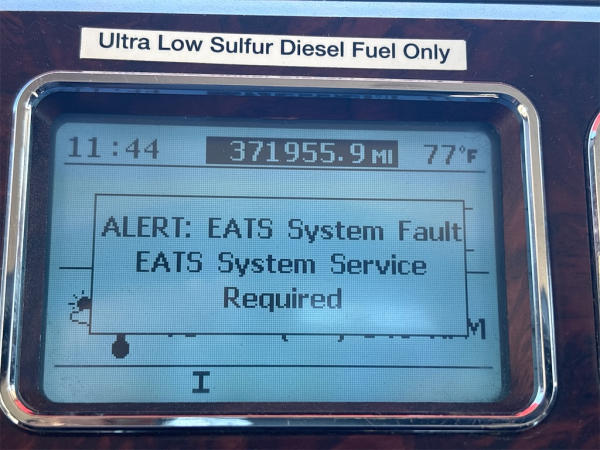 Ultra Low Sulfur Diesel Fuel Only
11:44 371955.9 MI 77°F
ALERT: EATS System Fault
EATS System Service
Required
I